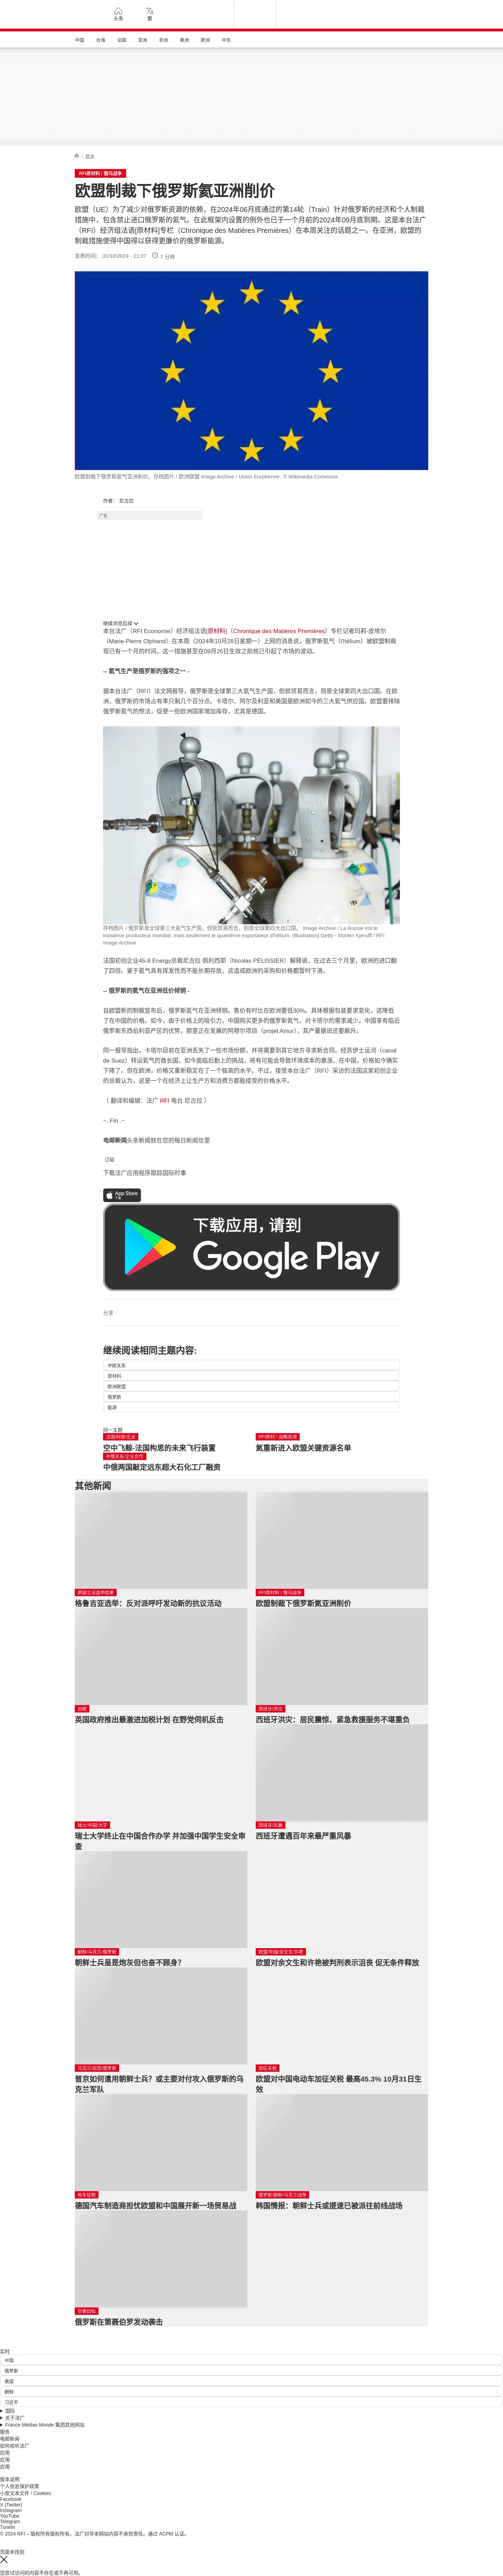 头条
繁
中国
台海
法国
亚洲
非洲
美洲
欧洲
中东
/ 欧洲
RFI原材料 / 俄乌战争
欧盟制裁下俄罗斯氦亚洲削价
欧盟（UE）为了减少对俄罗斯资源的依赖，在2024年06月底通过的第14轮（Train）针对俄罗斯的经济和个人制裁
措施中，包含禁止进口俄罗斯的氦气。在此框架内设置的例外也已于一个月前的2024年09月底到期。这是本台法广
（RFI）经济组法语[原材料]专栏（Chronique des Matières Premières）在本周关注的话题之一。在亚洲，欧盟的
制裁措施使得中国得以获得更廉价的俄罗斯能源。
发表时间： 31/10/2024 - 21:07 7 分钟
欧盟制裁下俄罗斯氦气亚洲削价。存档图片 / 欧洲联盟 Image Archive / Union Eurpéenne. © Wikimedia Commons
作者： 尼古拉
广告
继续浏览后续
本台法广（RFI Economie）经济组法语[原材料]（Chronique des Matières Premières）专栏记者玛莉-皮埃尔
（Marie-Pierre Olphand）在本周（2024年10月28日星期一）上网的消息说，俄罗斯氦气（l'hélium）被欧盟制裁
现已有一个月的时间，这一措施甚至在09月26日生效之前就已引起了市场的波动。
-- 氦气生产是俄罗斯的强项之一 -
据本台法广（RFI）法文网报导，俄罗斯是全球第三大氦气生产国，但就贸易而言，则是全球第四大出口国。在欧
洲，俄罗斯的市场占有率只剩几个百分点。卡塔尔、阿尔及利亚和美国是欧洲如今的三大氦气供应国。欧盟要排除
俄罗斯氦气的想法，促使一些欧洲国家增加库存，尤其是德国。
存档图片 / 俄罗斯是全球第三大氦气生产国，但就贸易而言，则是全球第四大出口国。 Image Archive / La Russie est le
troisième producteur mondial, mais seulement le quatrième exportateur d'hélium. (illustration) Getty - Morten Kjerulff / RFI
Image Archive
法国初创企业45-8 Energy总裁尼古拉·佩利西耶（Nicolas PELISSIER）解释说，在过去三个月里，欧洲的进口翻
了四倍。鉴于氦气具有挥发性而不能长期存放，这造成欧洲的采购和价格都暂时下滑。
-- 俄罗斯的氦气在亚洲低价倾销 -
自欧盟新的制裁宣布后，俄罗斯氦气在亚洲倾销。售价有时比在欧洲要低30%。具体根据包装要求变化，这降低
了在中国的价格。如今，由于价格上的吸引力，中国购买更多的俄罗斯氦气，对卡塔尔的需求减少。中国享有临近
俄罗斯东西伯利亚产区的优势，那里正在发展的阿穆尔项目（projet Amor），其产量据说还要飙升。
同一报导指出，卡塔尔目前在亚洲丢失了一些市场份额，并将需要到其它地方寻求新合同。经苏伊士运河（canal
de Suez）转运氦气的酋长国，如今面临后勤上的挑战，将有可能会导致环境成本的暴涨。在中国，价格如今确实
下降了。但在欧洲，价格又重新稳定在了一个很高的水平。不过，接受本台法广（RFI）采访的法国这家初创企业
的总裁认为，这是一个在经济上让生产方和消费方都能接受的价格水平。
（ 翻译和编辑：法广 RFI 电台 尼古拉 ）
~. Fin .~
电邮新闻头条新闻就在您的每日新闻信里
订阅
下载法广应用程序跟踪国际时事
App Store
下载
下载应用，请到
Google Play
分享 :
继续阅读相同主题内容:
中欧关系
原材料
欧洲联盟
俄罗斯
能源
同一主题
法国/科技/企业
空中飞艇-法国构思的未来飞行装置
RFI原材 / 战略资源
氦重新进入欧盟关键资源名单
中俄关系/企业合作
中俄两国敲定远东超大石化工厂融资
其他新闻
质疑立法选举结果
格鲁吉亚选举：反对派呼吁发动新的抗议活动
RFI原材料 / 俄乌战争
欧盟制裁下俄罗斯氦亚洲削价
加税
英国政府推出最激进加税计划 在野党伺机反击
西班牙/洪灾
西班牙洪灾：居民震惊、紧急救援服务不堪重负
瑞士/中国/大学
瑞士大学终止在中国合作办学 并加强中国学生安全审
查
西班牙/风暴
西班牙遭遇百年来最严重风暴
朝鲜/乌克兰/俄罗斯
朝鲜士兵虽是炮灰但也奋不顾身？
欧盟/中国/余文生/许艳
欧盟对余文生和许艳被判刑表示沮丧 促无条件释放
乌克兰/出兵/俄罗斯
普京如何遣用朝鲜士兵？或主要对付攻入俄罗斯的乌
克兰军队
加征关税
欧盟对中国电动车加征关税 最高45.3% 10月31日生
效
电车征税
德国汽车制造商担忧欧盟和中国展开新一场贸易战
俄罗斯/朝鲜/乌克兰战争
韩国情报：朝鲜士兵或提速已被派往前线战场
引爆目标
俄罗斯在第聂伯罗发动袭击
实时
中国
俄罗斯
美国
朝鲜
习近平
国际
关于法广
France Médias Monde 集团其他网站
服务
电邮新闻
如何收听法广
应用
应用
应用
版本说明
个人信息保护政策
小型文本文件 / Cookies
Facebook
X (Twitter)
Instagram
YouTube
Telegram
TuneIn
© 2024 RFI – 版权所有版权所有。法广对非本网站内容不承担责任。通过 ACPM 认证。
页面未找到
您尝试访问的内容不存在或不再可用。